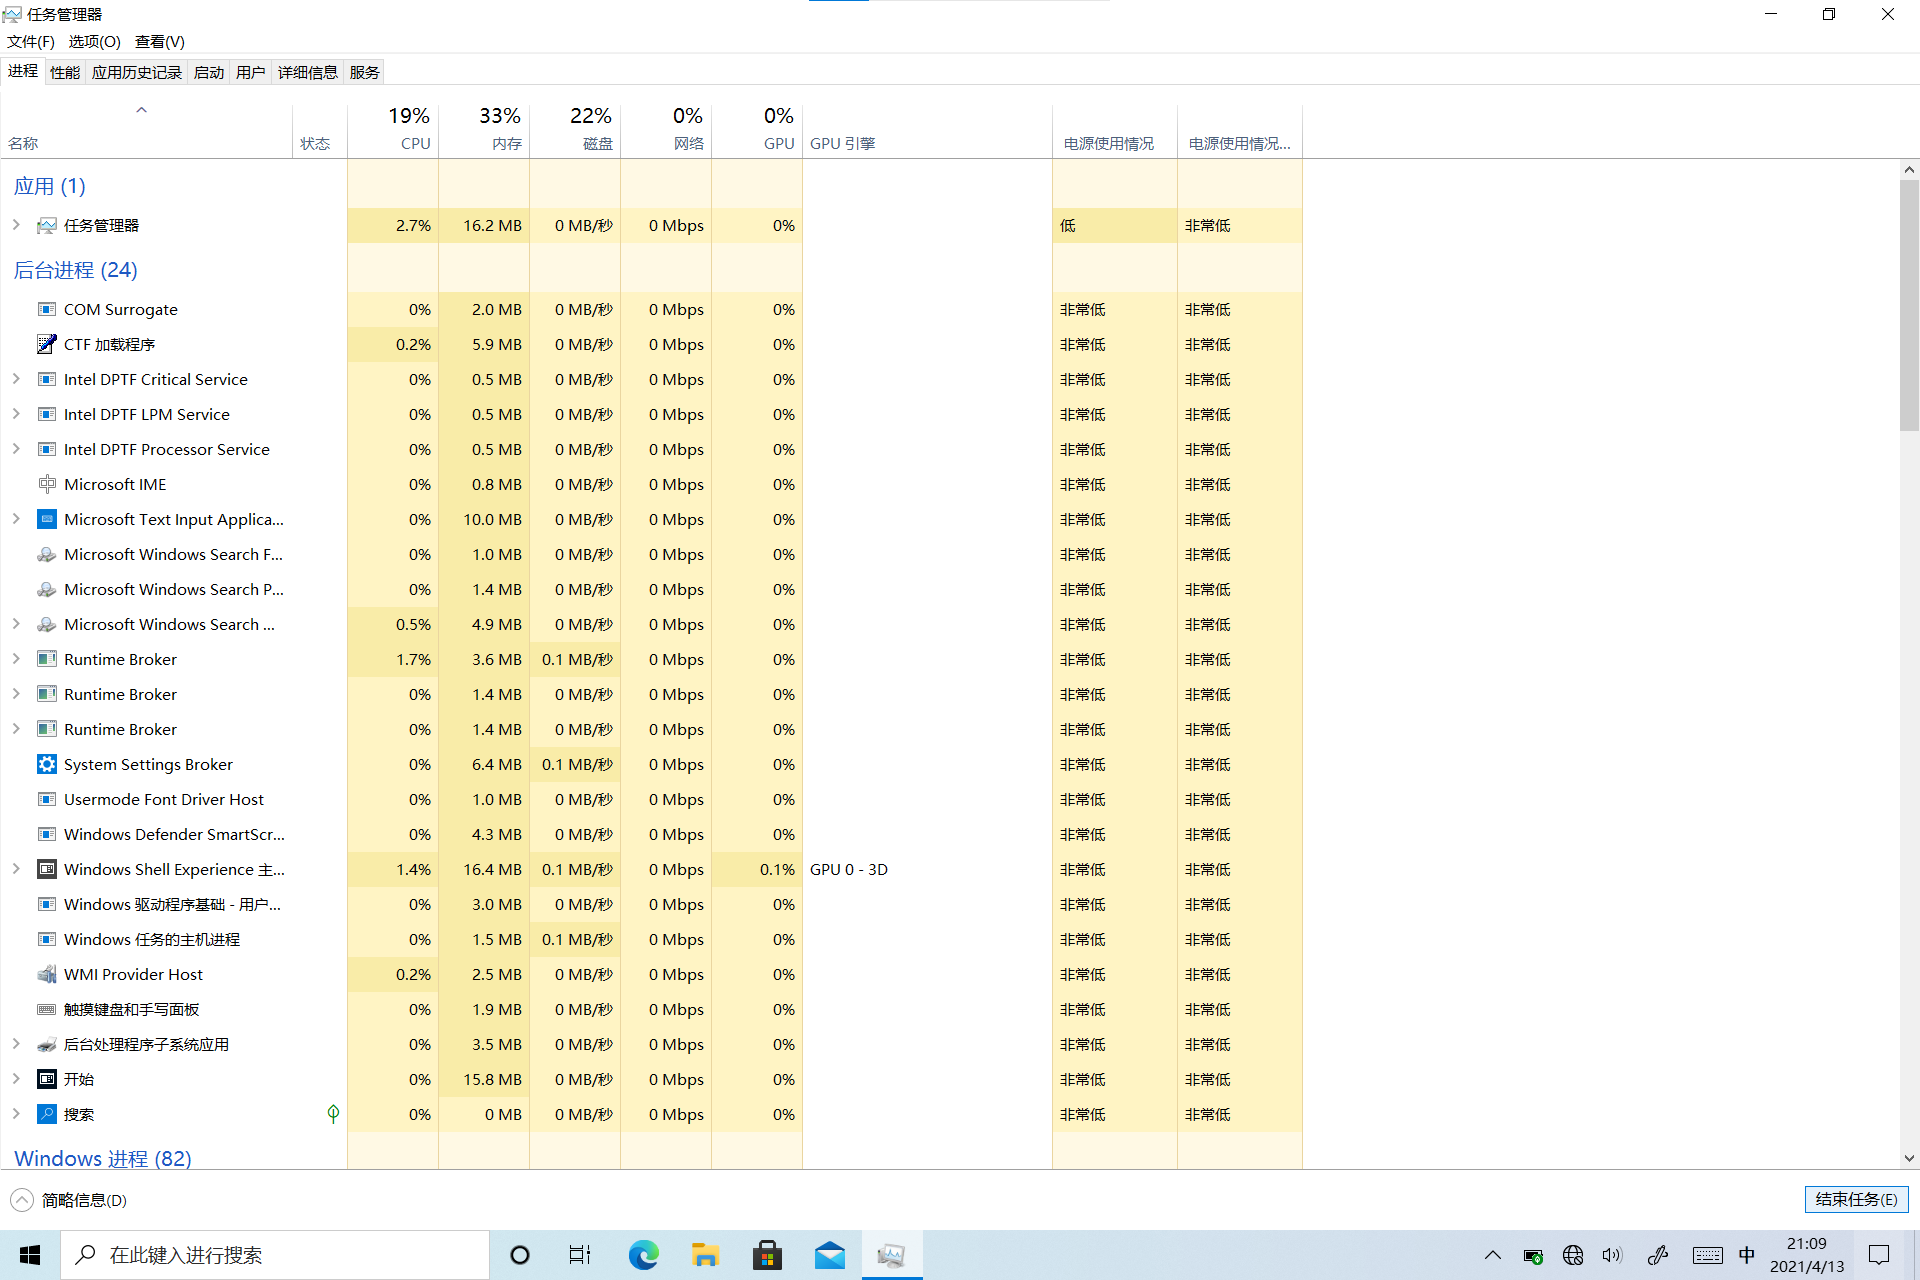 任务管理器
文件(F) 选项(O) 查看(V)
进程 性能 应用历史记录 启动 用户 详细信息 服务
19% 33% 22% 0% 0%
名称 状态 CPU 内存 磁盘 网络 GPU GPU 引擎 电源使用情况 电源使用情况...
应用 (1)
任务管理器 2.7% 16.2 MB 0 MB/秒 0 Mbps 0% 低 非常低
后台进程 (24)
COM Surrogate 0% 2.0 MB 0 MB/秒 0 Mbps 0% 非常低 非常低
CTF 加载程序 0.2% 5.9 MB 0 MB/秒 0 Mbps 0% 非常低 非常低
Intel DPTF Critical Service 0% 0.5 MB 0 MB/秒 0 Mbps 0% 非常低 非常低
Intel DPTF LPM Service 0% 0.5 MB 0 MB/秒 0 Mbps 0% 非常低 非常低
Intel DPTF Processor Service 0% 0.5 MB 0 MB/秒 0 Mbps 0% 非常低 非常低
Microsoft IME 0% 0.8 MB 0 MB/秒 0 Mbps 0% 非常低 非常低
Microsoft Text Input Applica... 0% 10.0 MB 0 MB/秒 0 Mbps 0% 非常低 非常低
Microsoft Windows Search F... 0% 1.0 MB 0 MB/秒 0 Mbps 0% 非常低 非常低
Microsoft Windows Search P... 0% 1.4 MB 0 MB/秒 0 Mbps 0% 非常低 非常低
Microsoft Windows Search ... 0.5% 4.9 MB 0 MB/秒 0 Mbps 0% 非常低 非常低
Runtime Broker 1.7% 3.6 MB 0.1 MB/秒 0 Mbps 0% 非常低 非常低
Runtime Broker 0% 1.4 MB 0 MB/秒 0 Mbps 0% 非常低 非常低
Runtime Broker 0% 1.4 MB 0 MB/秒 0 Mbps 0% 非常低 非常低
System Settings Broker 0% 6.4 MB 0.1 MB/秒 0 Mbps 0% 非常低 非常低
Usermode Font Driver Host 0% 1.0 MB 0 MB/秒 0 Mbps 0% 非常低 非常低
Windows Defender SmartScr... 0% 4.3 MB 0 MB/秒 0 Mbps 0% 非常低 非常低
Windows Shell Experience 主... 1.4% 16.4 MB 0.1 MB/秒 0 Mbps 0.1% GPU 0 - 3D 非常低 非常低
Windows 驱动程序基础 - 用户... 0% 3.0 MB 0 MB/秒 0 Mbps 0% 非常低 非常低
Windows 任务的主机进程 0% 1.5 MB 0.1 MB/秒 0 Mbps 0% 非常低 非常低
WMI Provider Host 0.2% 2.5 MB 0 MB/秒 0 Mbps 0% 非常低 非常低
触摸键盘和手写面板 0% 1.9 MB 0 MB/秒 0 Mbps 0% 非常低 非常低
后台处理程序子系统应用 0% 3.5 MB 0 MB/秒 0 Mbps 0% 非常低 非常低
开始 0% 15.8 MB 0 MB/秒 0 Mbps 0% 非常低 非常低
搜索 0% 0 MB 0 MB/秒 0 Mbps 0% 非常低 非常低
Windows 进程 (82)
简略信息(D) 结束任务(E)
在此键入进行搜索 中 21:09
2021/4/13